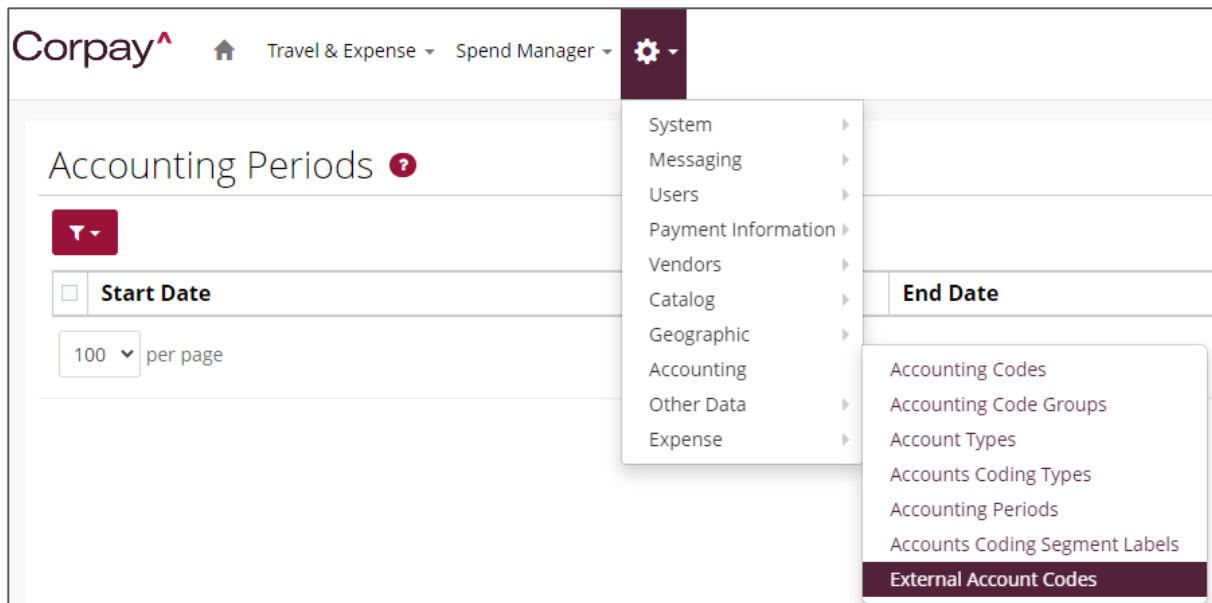 Corpay^ Travel & Expense Spend Manager
System
Messaging
Accounting Periods ?
Users
Payment Information
Vendors
Start Date
End Date
Catalog
Geographic
100 per page
Accounting
Accounting Codes
Other Data
Accounting Code Groups
Expense
Account Types
Accounts Coding Types
Accounting Periods
Accounts Coding Segment Labels
External Account Codes